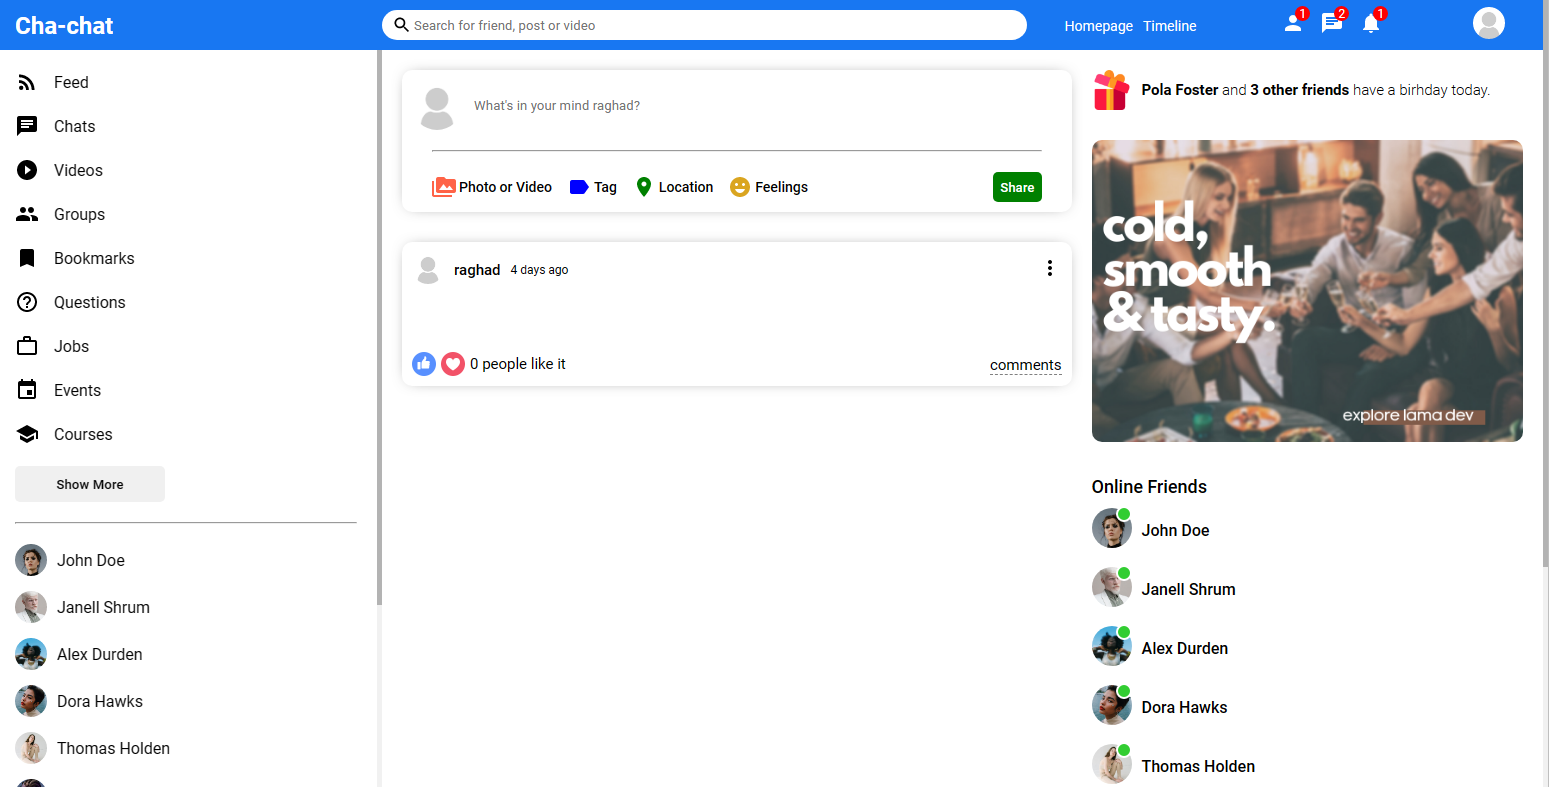 Cha-chat
Search for friend, post or video
Homepage Timeline
1
2
1
Feed
Chats
Videos
Groups
Bookmarks
Questions
Jobs
Events
Courses
Show More
John Doe
Janell Shrum
Alex Durden
Dora Hawks
Thomas Holden
What's in your mind raghad?
Photo or Video Tag Location Feelings Share
raghad 4 days ago
0 people like it comments
Pola Foster and 3 other friends have a birhday today.
cold,
smooth
& tasty.
explore lama dev
Online Friends
John Doe
Janell Shrum
Alex Durden
Dora Hawks
Thomas Holden